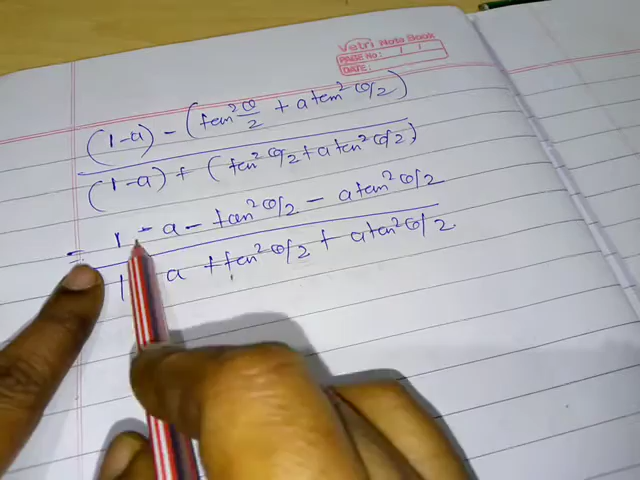 Vetri Note Book
PAGE No:
DATE:
(1-a) - (tan²θ/2 + a tan²θ/2)
(1-a) + (tan²θ/2 + a tan²θ/2)
= 1 - a - tan²θ/2 - a tan²θ/2
1 a + tan²θ/2 + a tan²θ/2